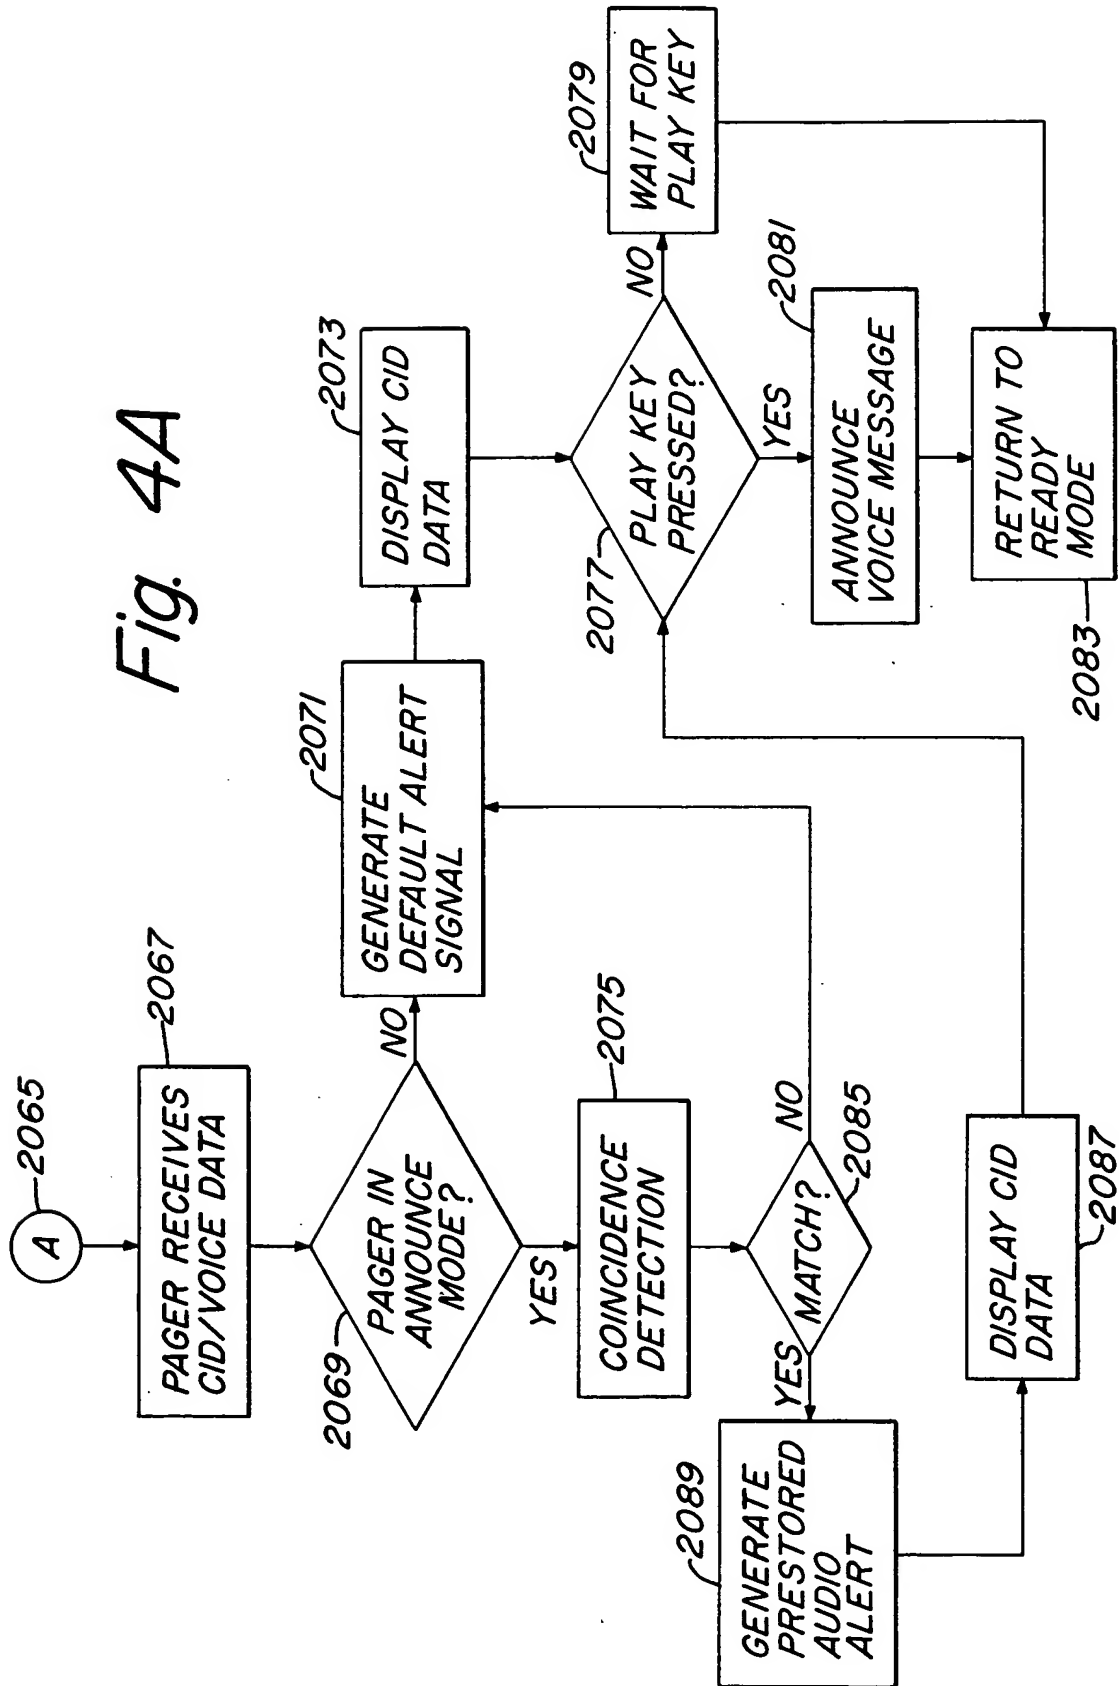 Fig. 4A
A
2065
PAGER RECEIVES
CID/VOICE DATA
2067
PAGER IN
ANNOUNCE
MODE?
2069
NO
YES
GENERATE
DEFAULT ALERT
SIGNAL
2071
DISPLAY CID
DATA
2073
COINCIDENCE
DETECTION
2075
MATCH?
2085
NO
YES
GENERATE
PRESTORED
AUDIO
ALERT
2089
DISPLAY CID
DATA
2087
PLAY KEY
PRESSED?
2077
NO
YES
WAIT FOR
PLAY KEY
2079
ANNOUNCE
VOICE MESSAGE
2081
RETURN TO
READY
MODE
2083